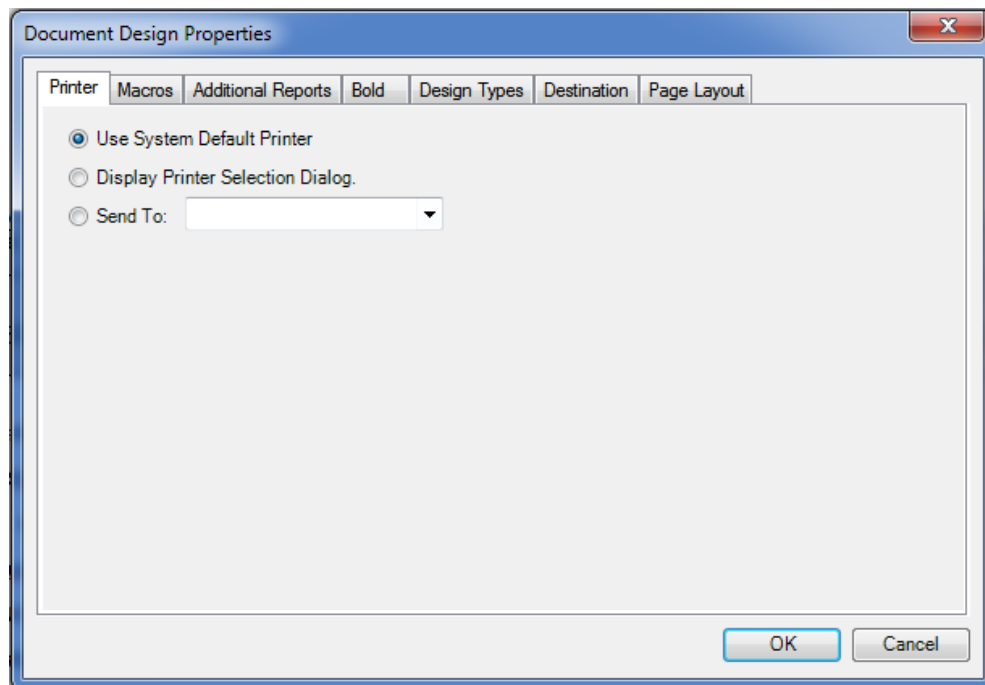 Document Design Properties
Printer Macros Additional Reports Bold Design Types Destination Page Layout
Use System Default Printer
Display Printer Selection Dialog.
Send To:
OK Cancel